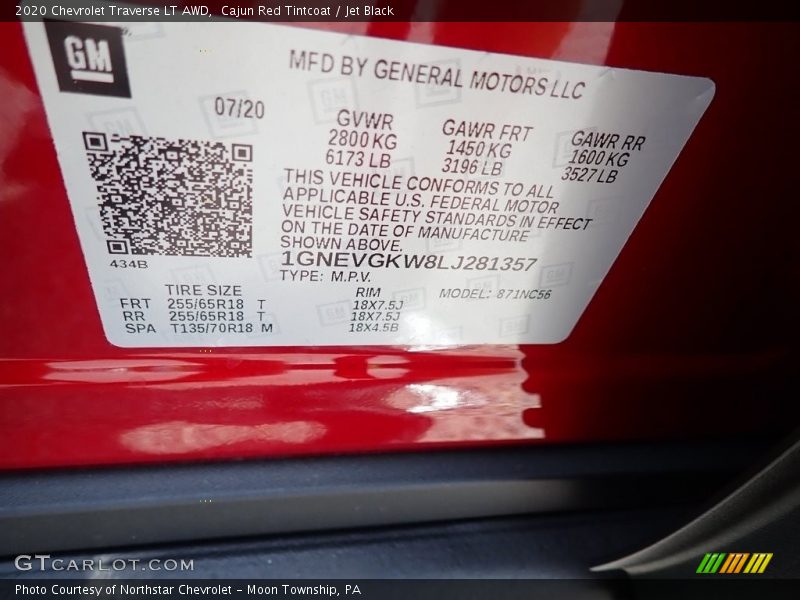 2020 Chevrolet Traverse LT AWD, Cajun Red Tintcoat / Jet Black
GM
MFD BY GENERAL MOTORS LLC
07/20
GVWR GAWR FRT GAWR RR
2800 KG 1450 KG 1600 KG
6173 LB 3196 LB 3527 LB
THIS VEHICLE CONFORMS TO ALL
APPLICABLE U.S. FEDERAL MOTOR
VEHICLE SAFETY STANDARDS IN EFFECT
ON THE DATE OF MANUFACTURE
SHOWN ABOVE.
434B
1GNEVGKW8LJ281357
TYPE: M.P.V.
TIRE SIZE RIM MODEL: 871NC56
FRT 255/65R18 T 18X7.5J
RR 255/65R18 T 18X7.5J
SPA T135/70R18 M 18X4.5B
GTCARLOT.COM
Photo Courtesy of Northstar Chevrolet - Moon Township, PA